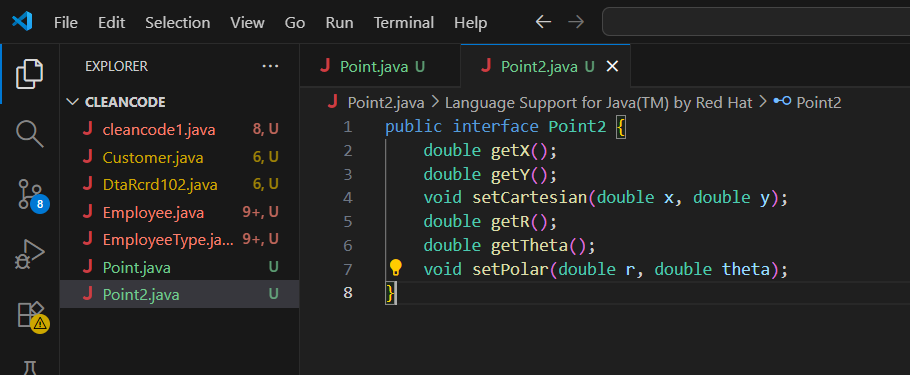 File Edit Selection View Go Run Terminal Help
EXPLORER ...
CLEANCODE
J cleancode1.java 8, U
J Customer.java 6, U
J DtaRcrd102.java 6, U
J Employee.java 9+, U
J EmployeeType.ja... 9+, U
J Point.java U
J Point2.java U
8
J Point.java U J Point2.java U
J Point2.java > Language Support for Java(TM) by Red Hat > Point2
1 public interface Point2 {
2 double getX();
3 double getY();
4 void setCartesian(double x, double y);
5 double getR();
6 double getTheta();
7 void setPolar(double r, double theta);
8 }